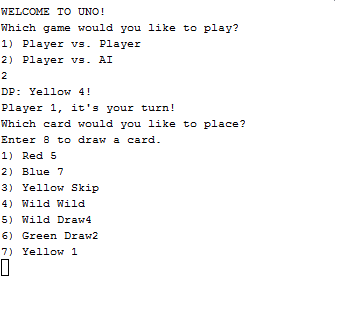 WELCOME TO UNO!
Which game would you like to play?
1) Player vs. Player
2) Player vs. AI
2
DP: Yellow 4!
Player 1, it's your turn!
Which card would you like to place?
Enter 8 to draw a card.
1) Red 5
2) Blue 7
3) Yellow Skip
4) Wild Wild
5) Wild Draw4
6) Green Draw2
7) Yellow 1